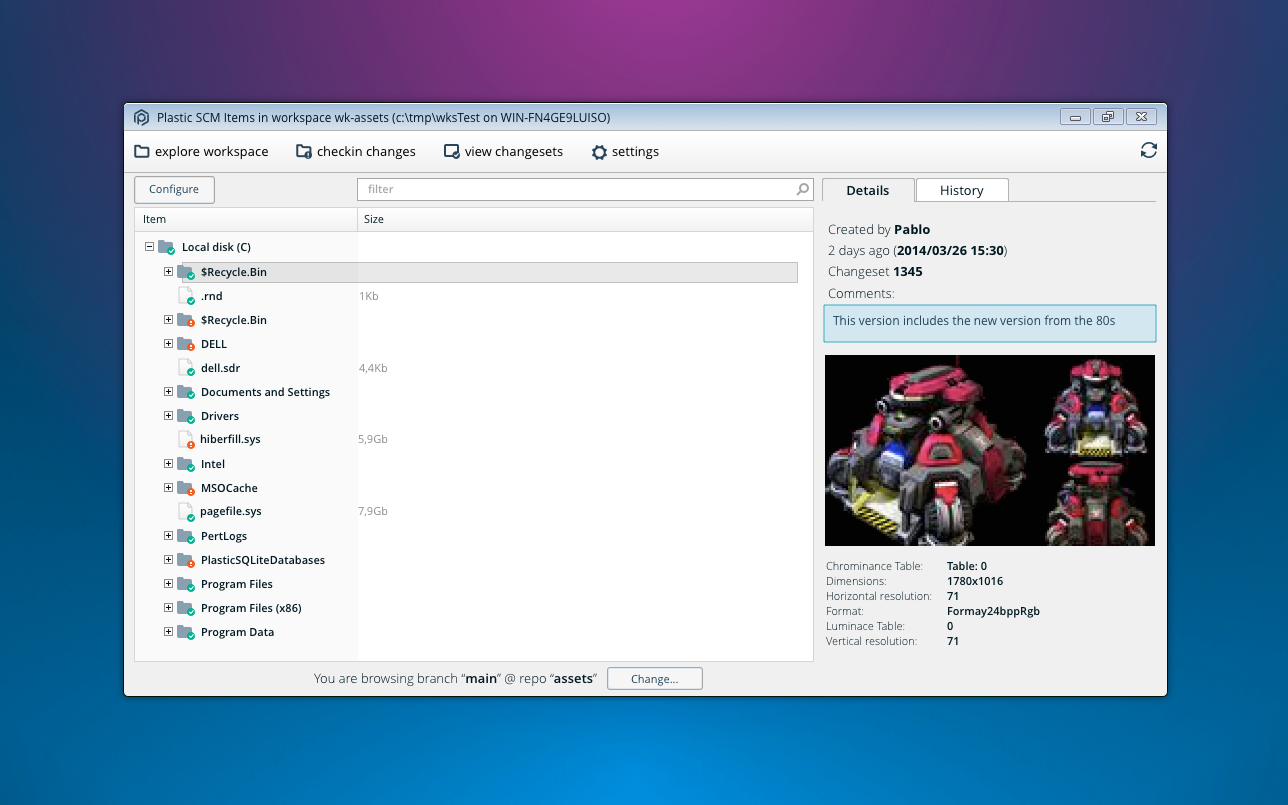 Plastic SCM Items in workspace wk-assets (c:\tmp\wksTest on WIN-FN4GE9LUISO)
explore workspace checkin changes view changesets settings
Configure filter Details History
Item Size
Local disk (C)
$Recycle.Bin
.rnd 1Kb
$Recycle.Bin
DELL
dell.sdr 4,4Kb
Documents and Settings
Drivers
hiberfill.sys 5,9Gb
Intel
MSOCache
pagefile.sys 7,9Gb
PertLogs
PlasticSQLiteDatabases
Program Files
Program Files (x86)
Program Data
Created by Pablo
2 days ago (2014/03/26 15:30)
Changeset 1345
Comments:
This version includes the new version from the 80s
Chrominance Table: Table: 0
Dimensions: 1780x1016
Horizontal resolution: 71
Format: Formay24bppRgb
Luminace Table: 0
Vertical resolution: 71
You are browsing branch “main” @ repo “assets” Change...